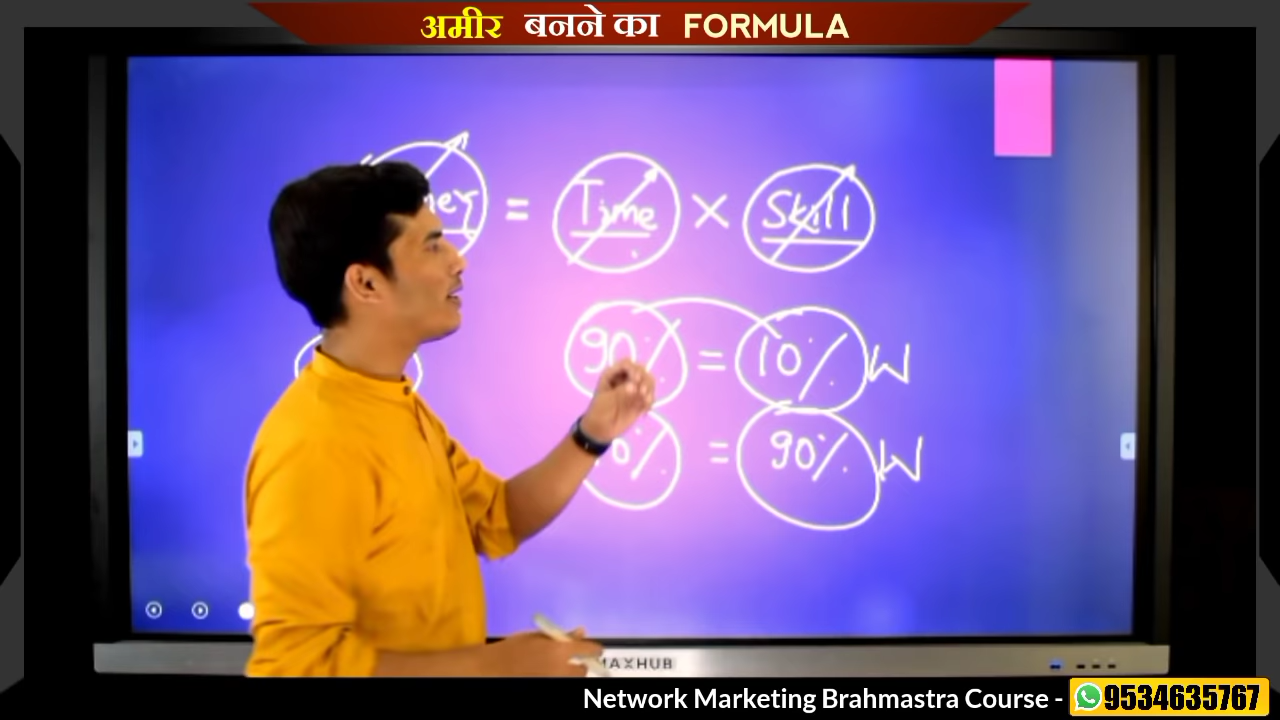 अमीर बनने का FORMULA
= Time × Skill
90% = 10% W
= 90% W
MAXHUB
Network Marketing Brahmastra Course - 9534635767